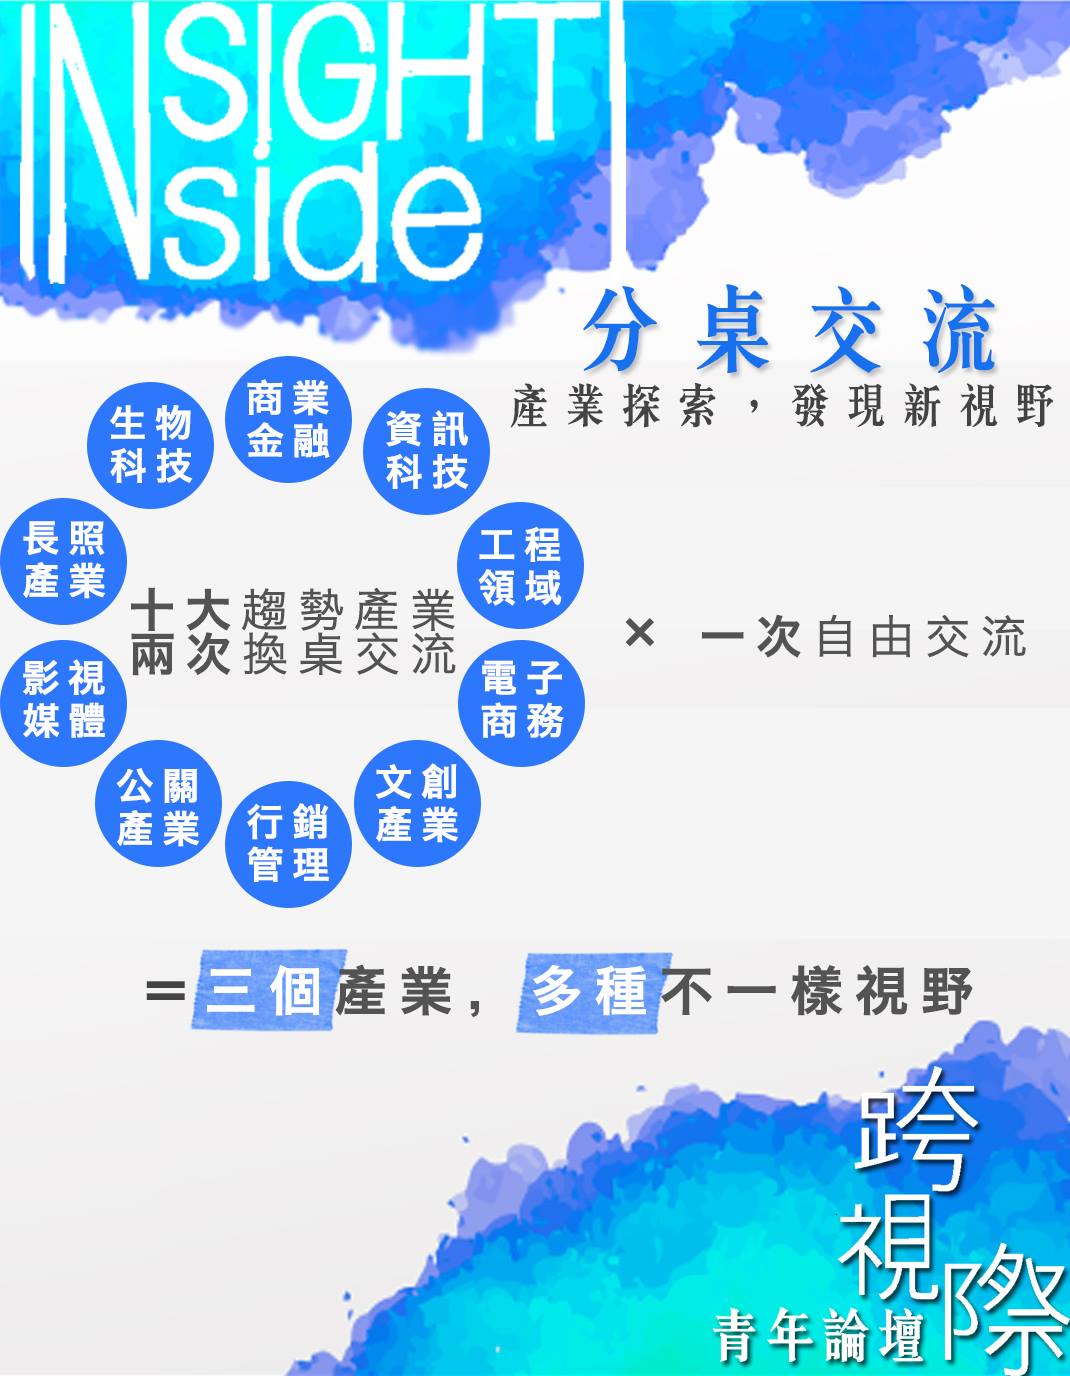 INSIGHT
INside
分桌交流
產業探索，發現新視野
商業
金融
資訊
科技
工程
領域
電子
商務
文創
產業
行銷
管理
公關
產業
影視
媒體
長照
產業
生物
科技
十大趨勢產業
兩次換桌交流
× 一次自由交流
=三個產業，多種不一樣視野
跨
視
際
青年論壇